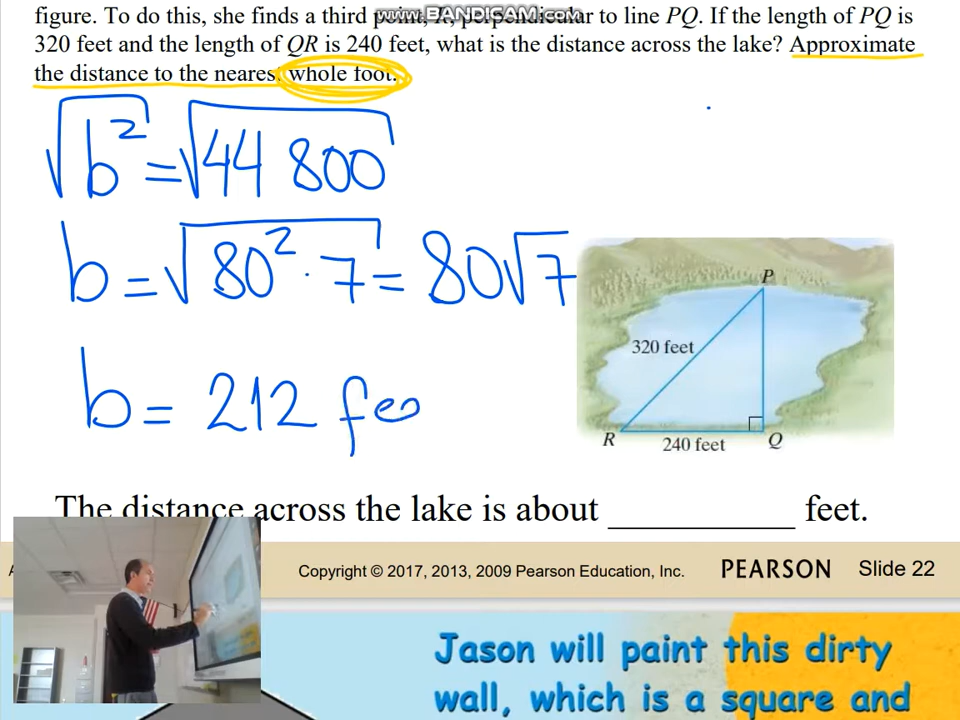 figure. To do this, she finds a third point, R, perpendicular to line PQ. If the length of PQ is
www.BANDICAM.com
320 feet and the length of QR is 240 feet, what is the distance across the lake? Approximate
the distance to the nearest whole foot.
√b² = √44 800
b = √80² · 7 = 80√7
P
320 feet
b = 212 fee
R 240 feet Q
The distance across the lake is about __________ feet.
Copyright © 2017, 2013, 2009 Pearson Education, Inc. PEARSON Slide 22
Jason will paint this dirty
wall, which is a square and